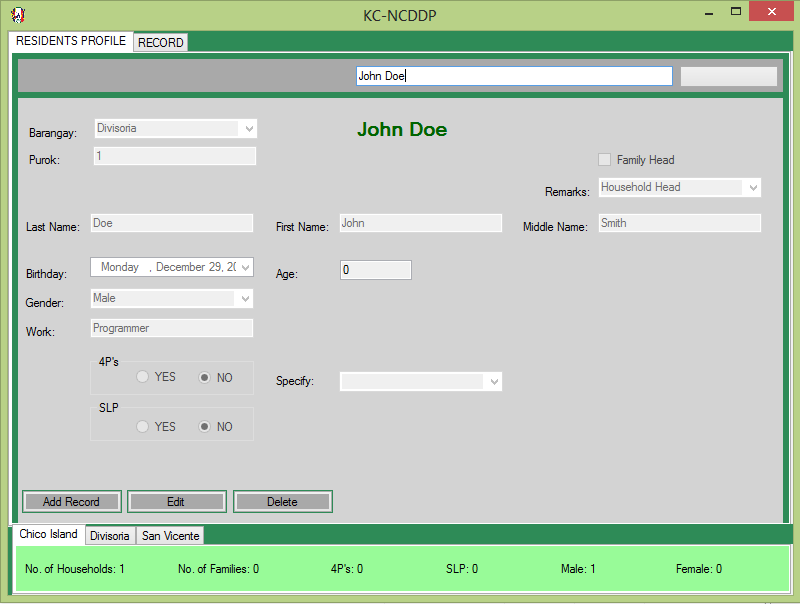 KC-NCDDP
RESIDENTS PROFILE RECORD
John Doe
John Doe
Barangay: Divisoria
Purok: 1
Family Head
Remarks: Household Head
Last Name: Doe First Name: John Middle Name: Smith
Birthday: Monday , December 29, 20 Age: 0
Gender: Male
Work: Programmer
4P's
YES NO
Specify:
SLP
YES NO
Add Record Edit Delete
Chico Island Divisoria San Vicente
No. of Households: 1 No. of Families: 0 4P's: 0 SLP: 0 Male: 1 Female: 0